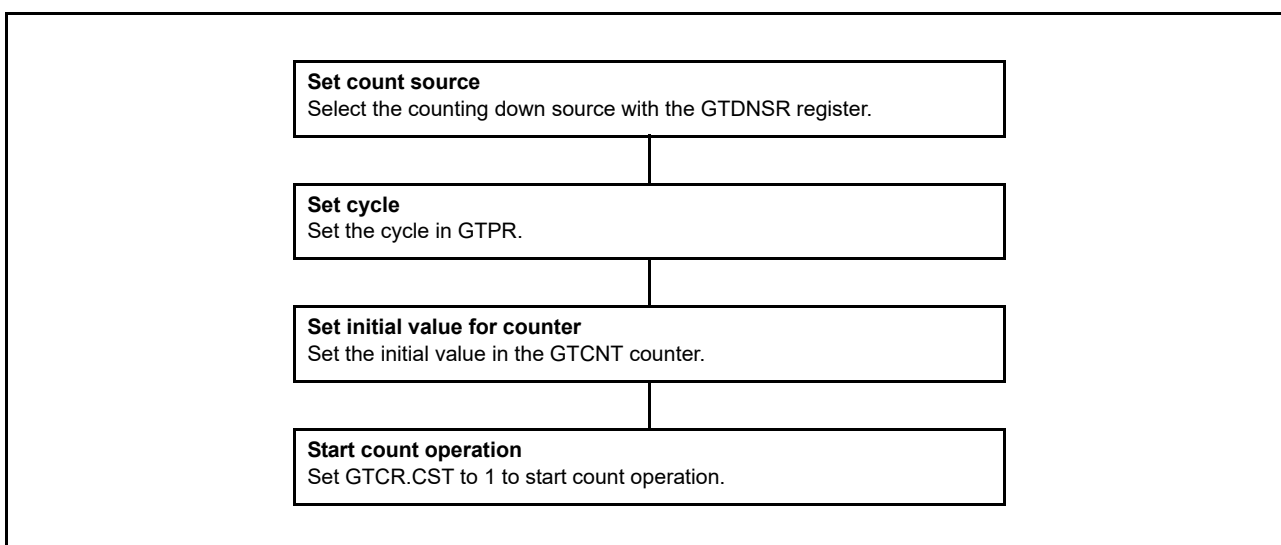 Set count source
Select the counting down source with the GTDNSR register.
Set cycle
Set the cycle in GTPR.
Set initial value for counter
Set the initial value in the GTCNT counter.
Start count operation
Set GTCR.CST to 1 to start count operation.